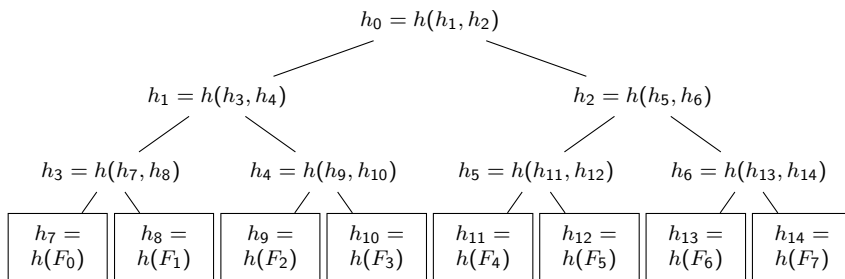 h₀ = h(h₁, h₂)
h₁ = h(h₃, h₄)
h₂ = h(h₅, h₆)
h₃ = h(h₇, h₈)
h₄ = h(h₉, h₁₀)
h₅ = h(h₁₁, h₁₂)
h₆ = h(h₁₃, h₁₄)
h₇ =
h(F₀)
h₈ =
h(F₁)
h₉ =
h(F₂)
h₁₀ =
h(F₃)
h₁₁ =
h(F₄)
h₁₂ =
h(F₅)
h₁₃ =
h(F₆)
h₁₄ =
h(F₇)